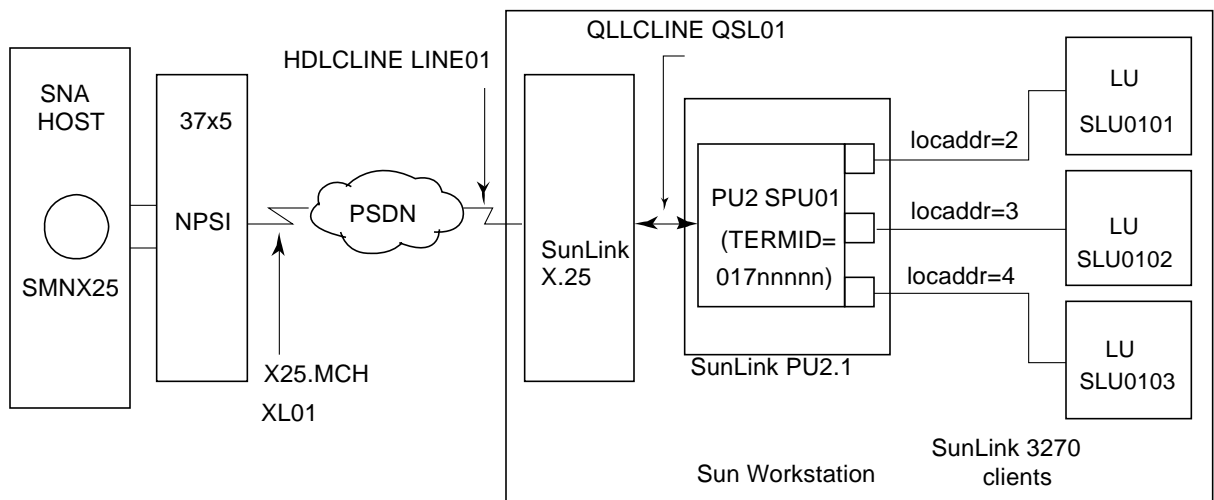 SNA
HOST
SMNX25
37x5
NPSI
HDLCLINE LINE01
PSDN
X25.MCH
XL01
QLLCLINE QSL01
SunLink
X.25
PU2 SPU01
(TERMID=
017nnnnn)
SunLink PU2.1
locaddr=2
locaddr=3
locaddr=4
LU
SLU0101
LU
SLU0102
LU
SLU0103
SunLink 3270
clients
Sun Workstation